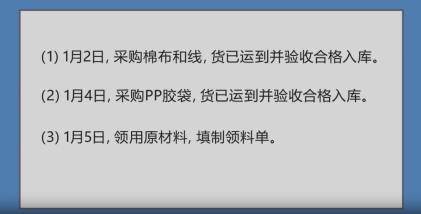 (1) 1月2日, 采购棉布和线, 货已运到并验收合格入库。
(2) 1月4日, 采购PP胶袋, 货已运到并验收合格入库。
(3) 1月5日, 领用原材料, 填制领料单。